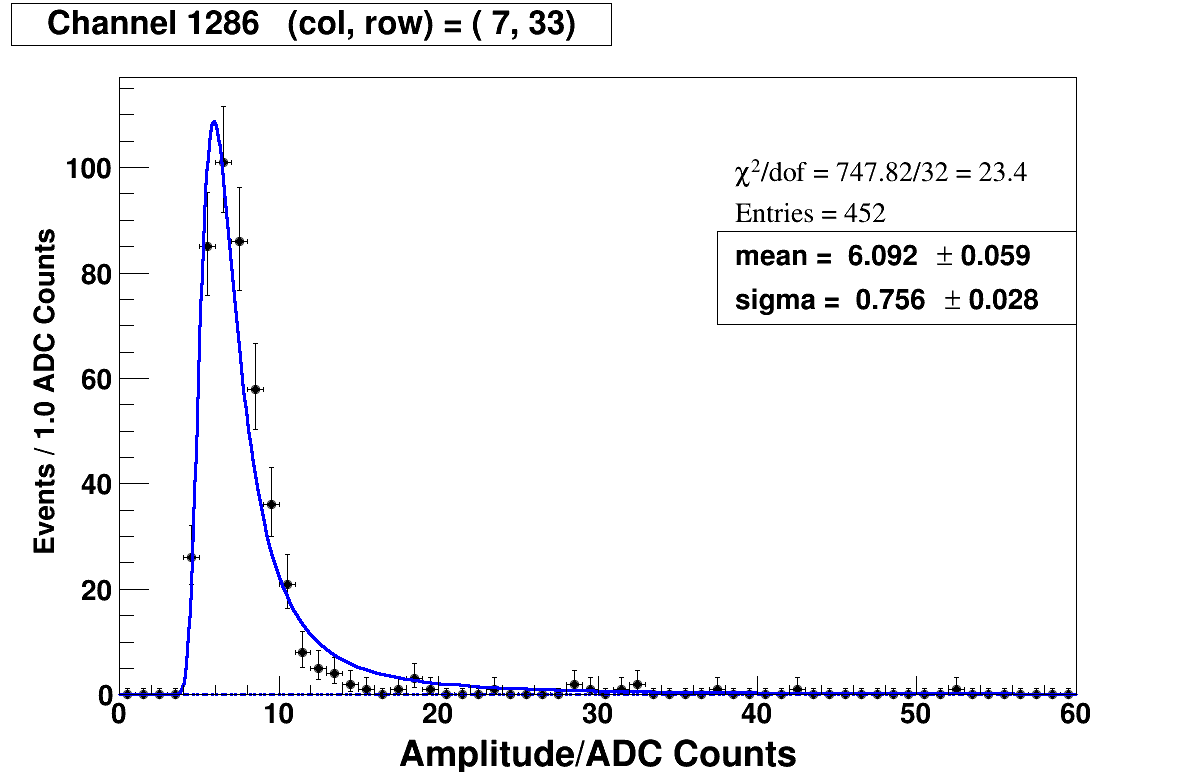 Channel 1286 (col, row) = ( 7, 33)
χ²/dof = 747.82/32 = 23.4
Entries = 452
mean = 6.092 ± 0.059
sigma = 0.756 ± 0.028
Events / 1.0 ADC Counts
100
80
60
40
20
0
0 10 20 30 40 50 60
Amplitude/ADC Counts